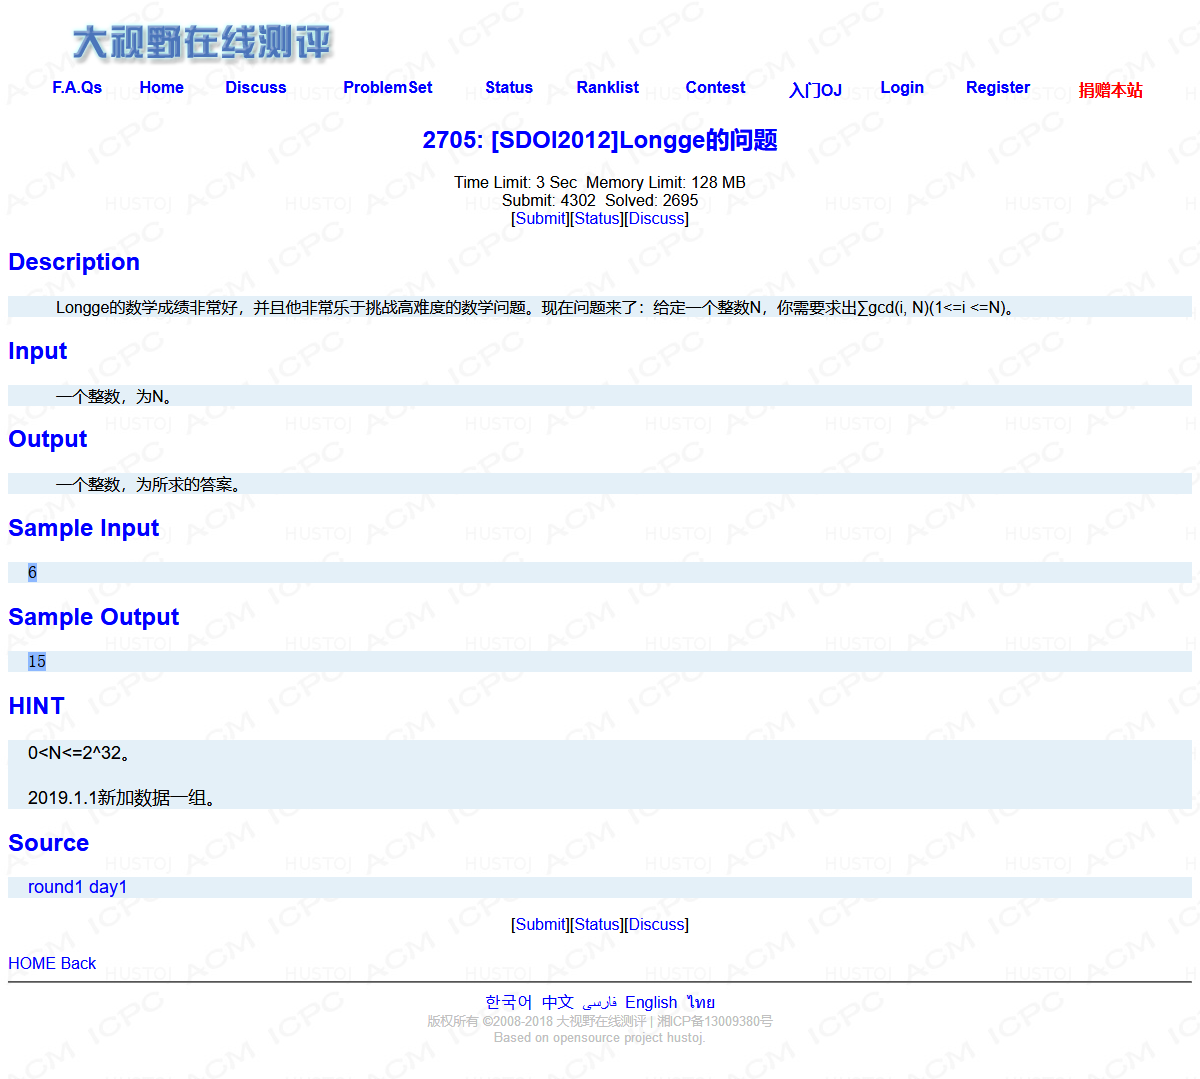 大视野在线测评
F.A.Qs Home Discuss ProblemSet Status Ranklist Contest 入门OJ Login Register 捐赠本站
2705: [SDOI2012]Longge的问题
Time Limit: 3 Sec  Memory Limit: 128 MB
Submit: 4302  Solved: 2695
[Submit][Status][Discuss]
Description
Longge的数学成绩非常好，并且他非常乐于挑战高难度的数学问题。现在问题来了：给定一个整数N，你需要求出∑gcd(i, N)(1<=i <=N)。
Input
一个整数，为N。
Output
一个整数，为所求的答案。
Sample Input
6
Sample Output
15
HINT
0<N<=2^32。
2019.1.1新加数据一组。
Source
round1 day1
[Submit][Status][Discuss]
HOME Back
한국어 中文 فارسی English ไทย
版权所有 ©2008-2018 大视野在线测评 | 湘ICP备13009380号
Based on opensource project hustoj.